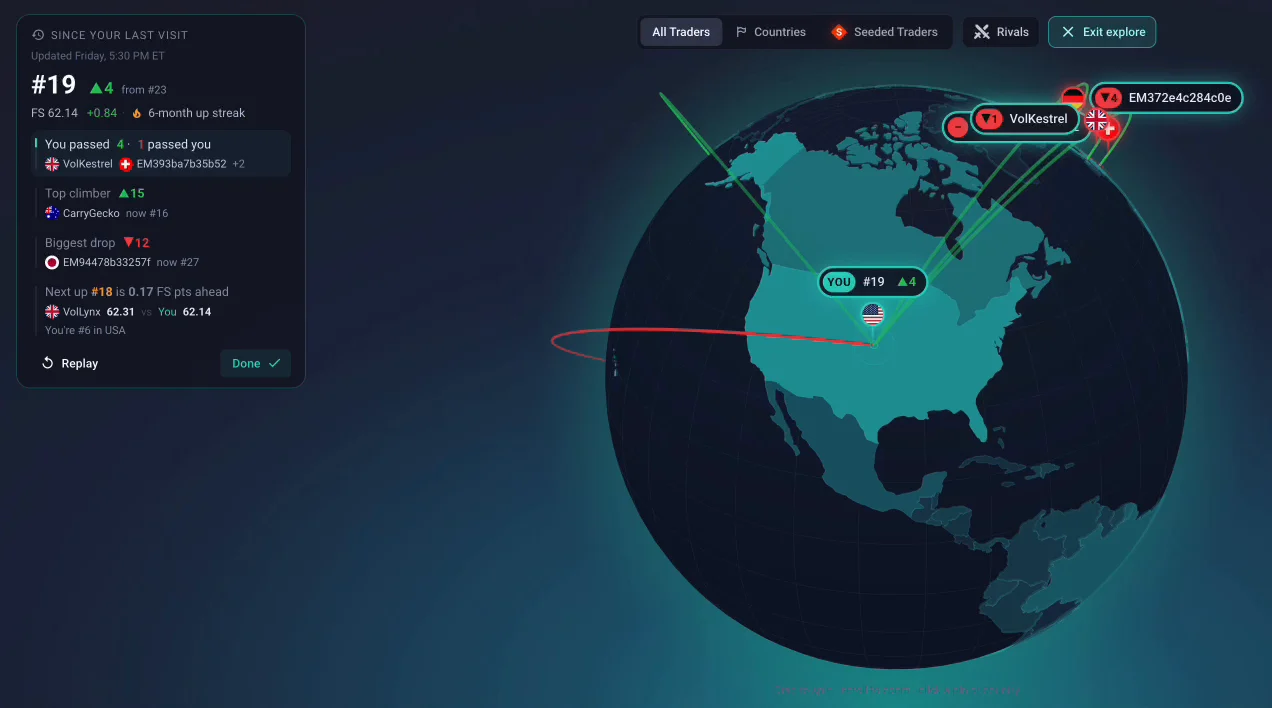 SINCE YOUR LAST VISIT
Updated Friday, 5:30 PM ET
#19 ▲4 from #23
FS 62.14 +0.84 · 6-month up streak
You passed 4 · 1 passed you
VolKestrel EM393ba7b35b52 +2
Top climber ▲15
CarryGecko now #16
Biggest drop ▼12
EM94478b33257f now #27
Next up #18 is 0.17 FS pts ahead
VolLynx 62.31 vs You 62.14
You're #6 in USA
Replay
Done
All Traders
Countries
Seeded Traders
Rivals
Exit explore
▼4 EM372e4c284c0e
▼1 VolKestrel
YOU #19 ▲4